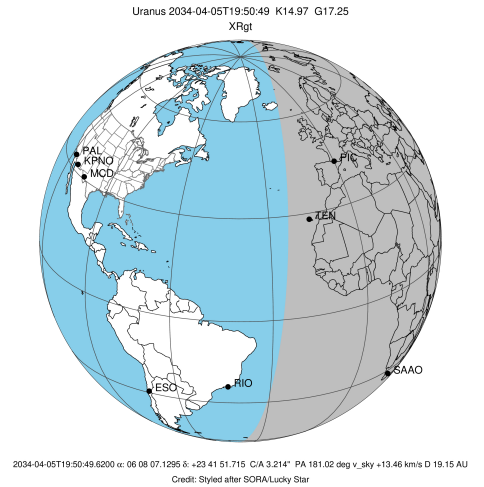 Uranus 2034-04-05T19:50:49 K14.97 G17.25
XRgt
PAL
KPNO
MCD
PIC
TEN
SAAO
ESO
RIO
2034-04-05T19:50:49.6200 α: 06 08 07.1295 δ: +23 41 51.715 C/A 3.214" PA 181.02 deg v_sky +13.46 km/s D 19.15 AU
Credit: Styled after SORA/Lucky Star